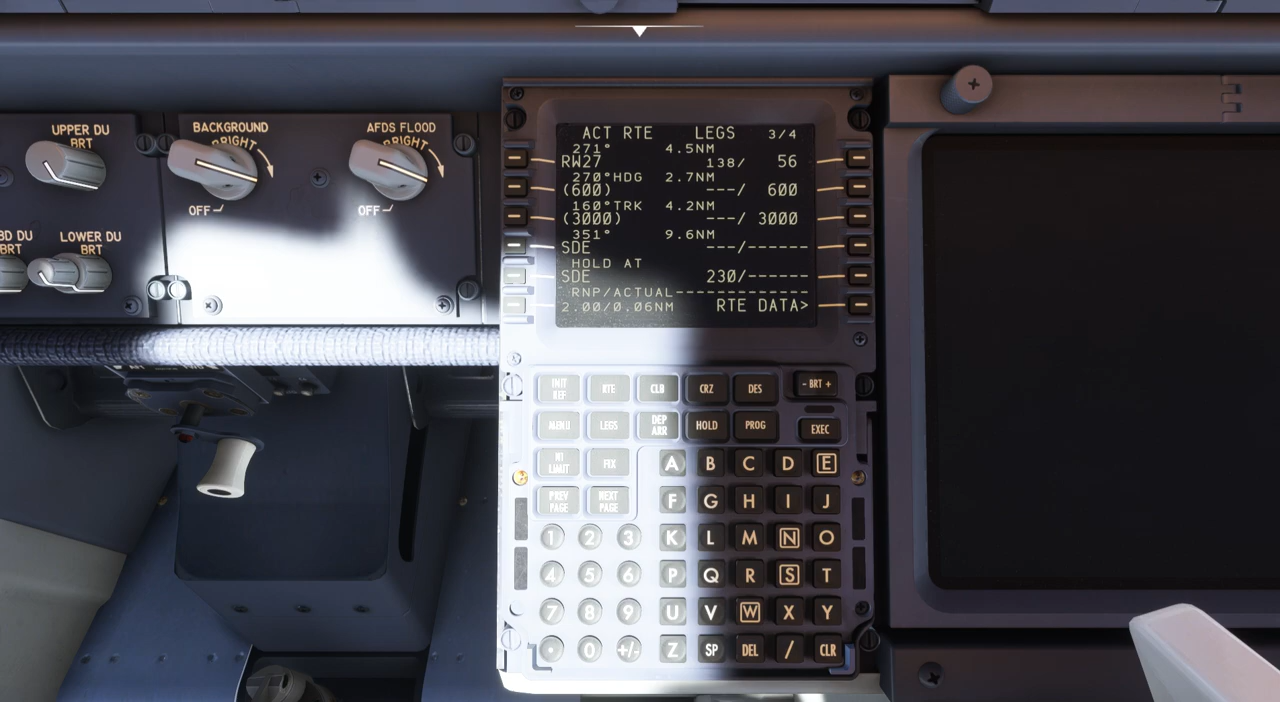 UPPER DU
BRT
BACKGROUND
BRIGHT
OFF
AFDS FLOOD
BRIGHT
OFF
BD DU
BRT
LOWER DU
BRT
ACT RTE LEGS 3/4
271° 4.5NM
RW27 138/ 56
270°HDG 2.7NM
(600) ---/ 600
160°TRK 4.2NM
(3000) ---/ 3000
351° 9.6NM
SDE ---/------
HOLD AT
SDE 230/------
RNP/ACTUAL-------------
2.00/0.06NM RTE DATA>
INIT REF RTE CLB CRZ DES - BRT +
MENU LEGS DEP ARR HOLD PROG EXEC
N1 LIMIT FIX A B C D E
PREV PAGE NEXT PAGE F G H I J
1 2 3 K L M N O
4 5 6 P Q R S T
7 8 9 U V W X Y
. 0 +/- Z SP DEL / CLR